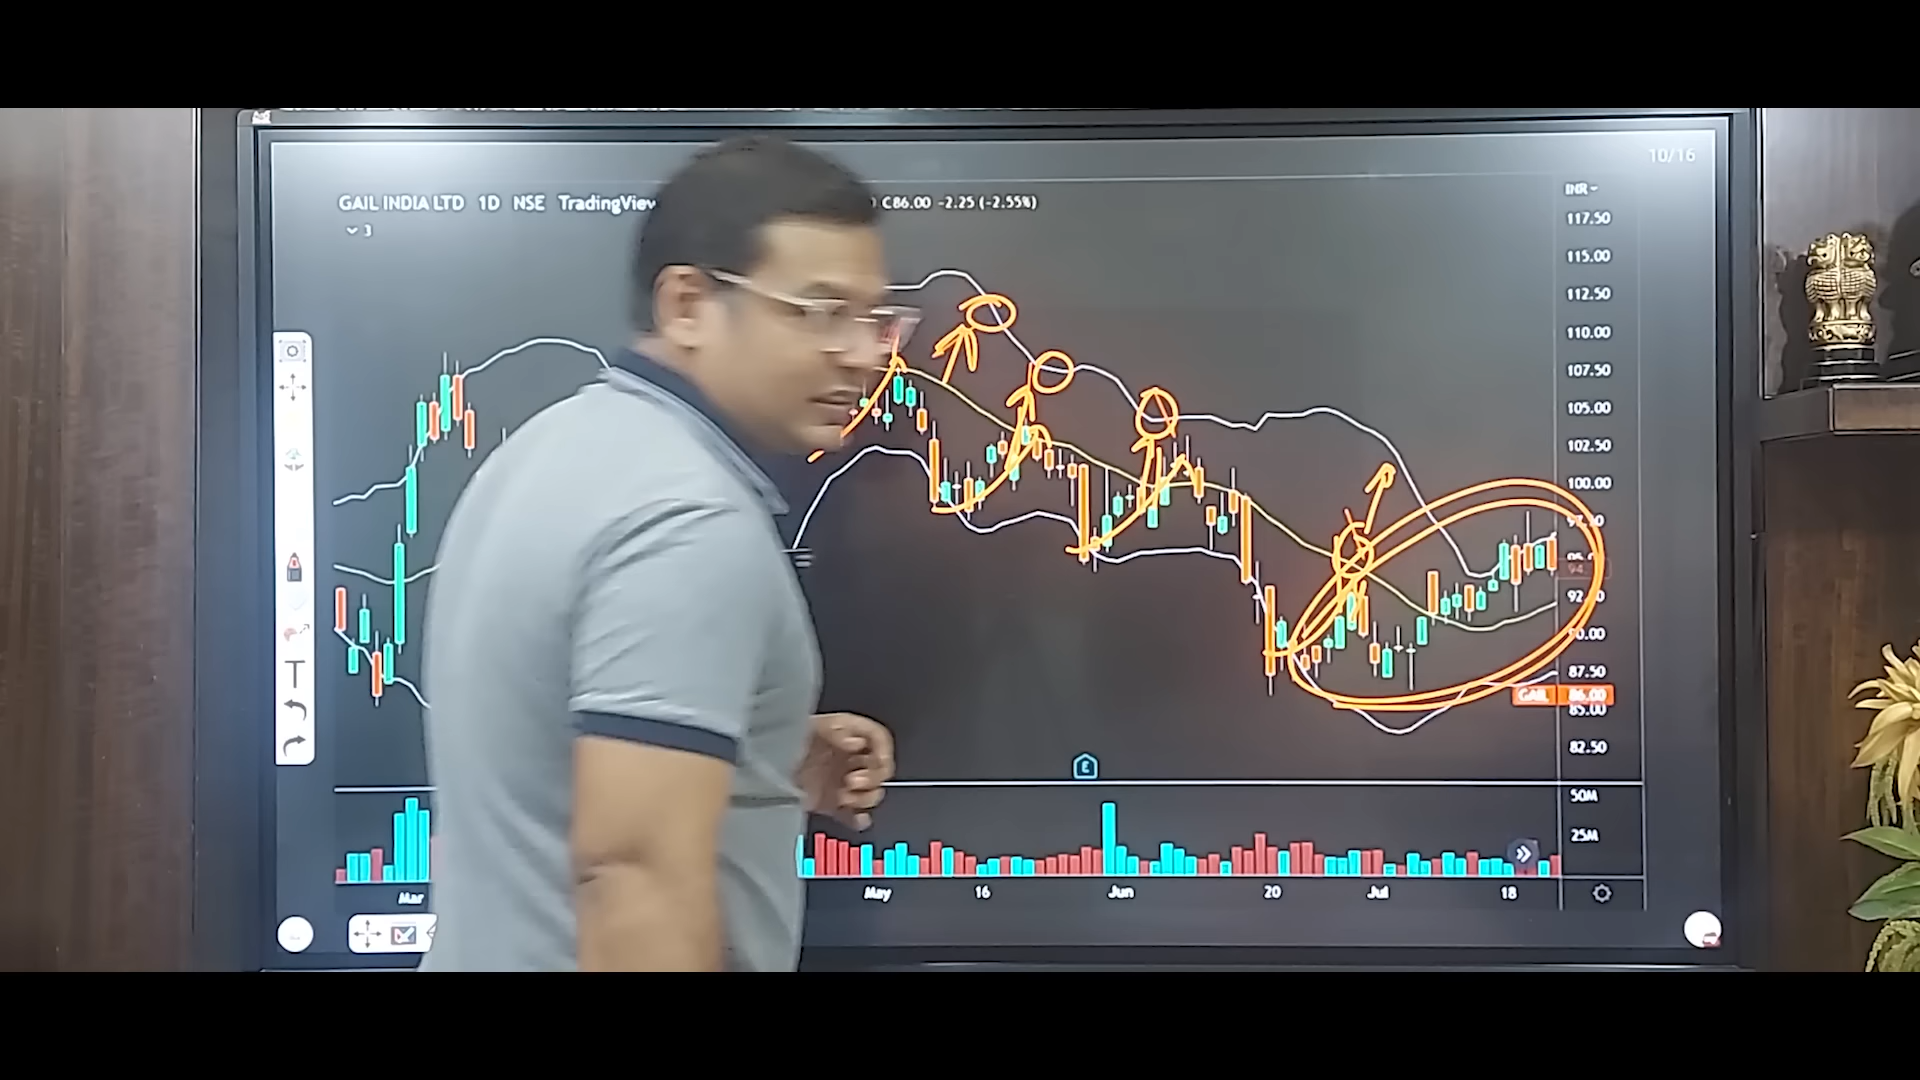 10/16
GAIL INDIA LTD 1D NSE TradingView C86.00 -2.25 (-2.55%)
3
INR
117.50
115.00
112.50
110.00
107.50
105.00
102.50
100.00
90.00
87.50
GAIL 86.00
85.00
82.50
E
50M
25M
T
Mar May 16 Jun 20 Jul 18